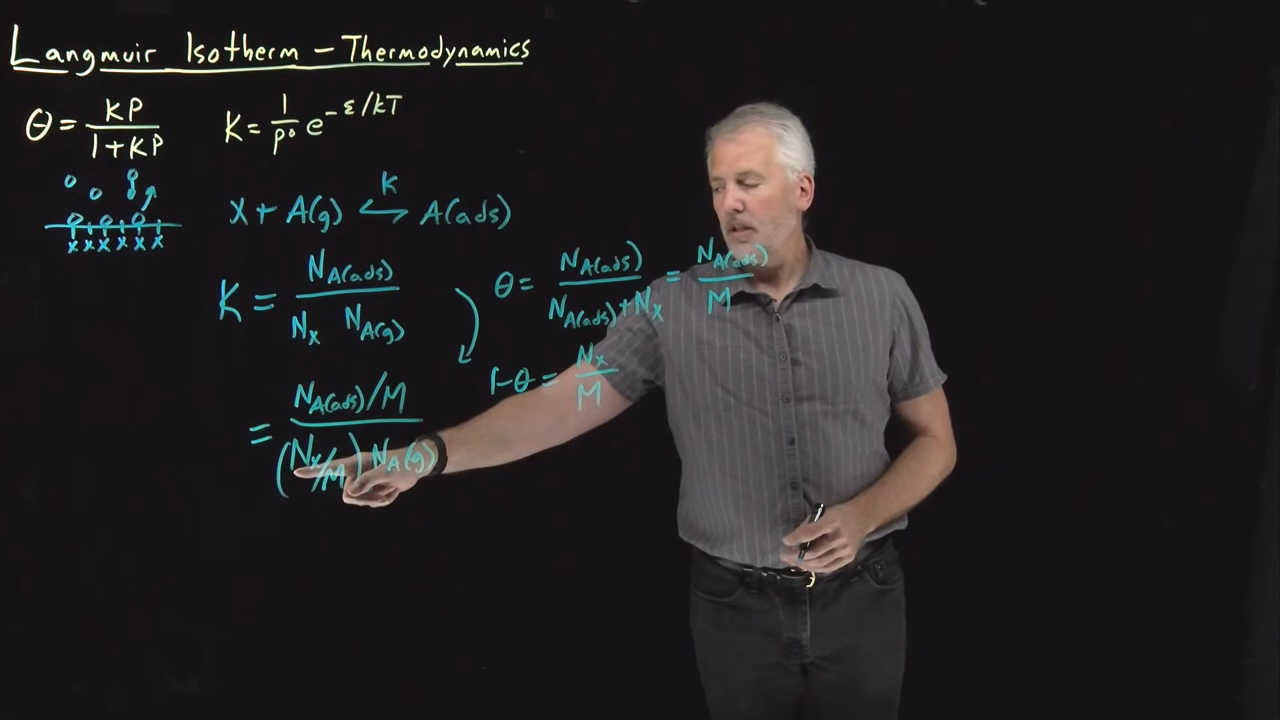 Langmuir Isotherm - Thermodynamics
θ = KP / 1+KP    K = 1/P° e^-ε/kT
x x x x x x
X + A(g) ⇌ A(ads)
K
K = N_A(ads) / N_x N_A(g)
θ = N_A(ads) / N_A(ads) + N_x = N_A(ads) / M
1-θ = N_x / M
= N_A(ads)/M / (N_x/M) N_A(g)